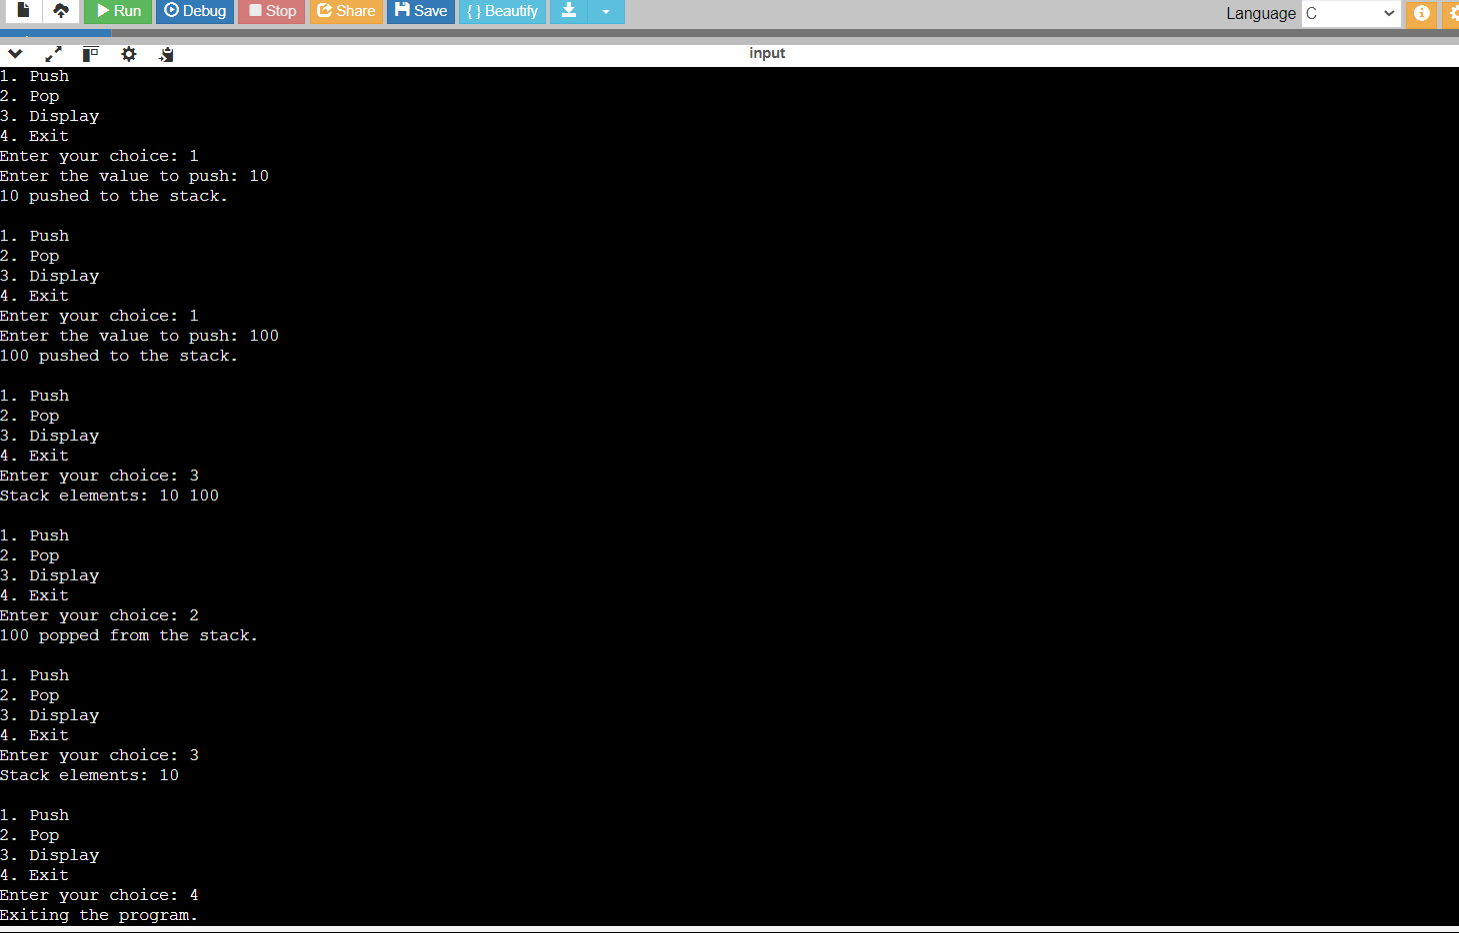 Run Debug Stop Share Save { } Beautify Language C
input
1. Push
2. Pop
3. Display
4. Exit
Enter your choice: 1
Enter the value to push: 10
10 pushed to the stack.
1. Push
2. Pop
3. Display
4. Exit
Enter your choice: 1
Enter the value to push: 100
100 pushed to the stack.
1. Push
2. Pop
3. Display
4. Exit
Enter your choice: 3
Stack elements: 10 100
1. Push
2. Pop
3. Display
4. Exit
Enter your choice: 2
100 popped from the stack.
1. Push
2. Pop
3. Display
4. Exit
Enter your choice: 3
Stack elements: 10
1. Push
2. Pop
3. Display
4. Exit
Enter your choice: 4
Exiting the program.